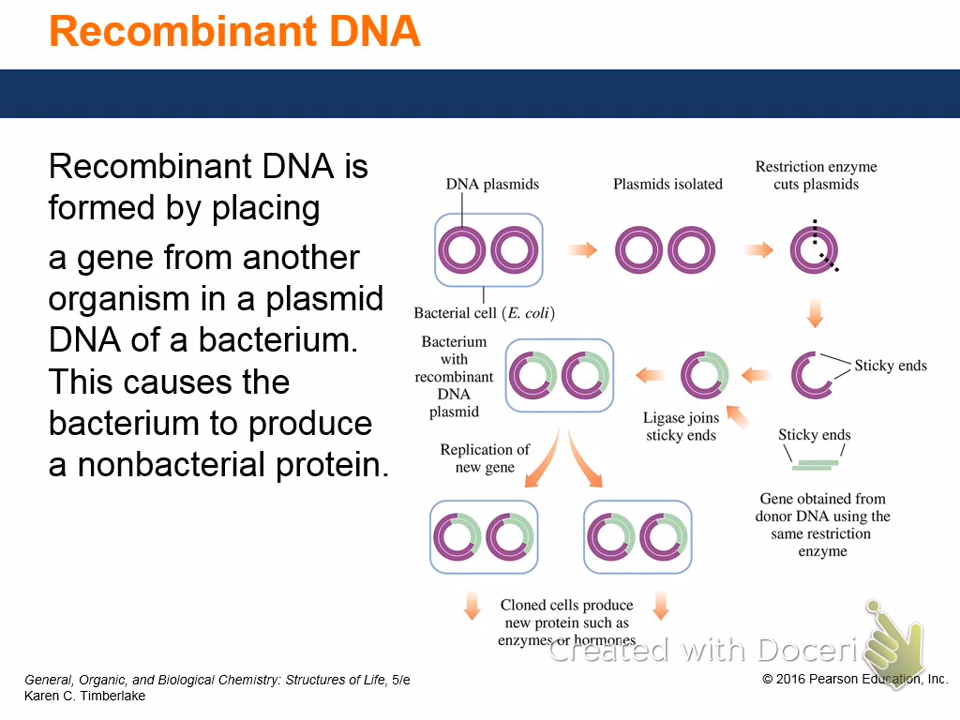 Recombinant DNA
Recombinant DNA is
formed by placing
a gene from another
organism in a plasmid
DNA of a bacterium.
This causes the
bacterium to produce
a nonbacterial protein.
DNA plasmids
Plasmids isolated
Restriction enzyme
cuts plasmids
Bacterial cell (E. coli)
Bacterium
with
recombinant
DNA
plasmid
Ligase joins
sticky ends
Sticky ends
Sticky ends
Gene obtained from
donor DNA using the
same restriction
enzyme
Replication of
new gene
Cloned cells produce
new protein such as
enzymes or hormones
Created with Doceri
General, Organic, and Biological Chemistry: Structures of Life, 5/e
Karen C. Timberlake
© 2016 Pearson Education, Inc.